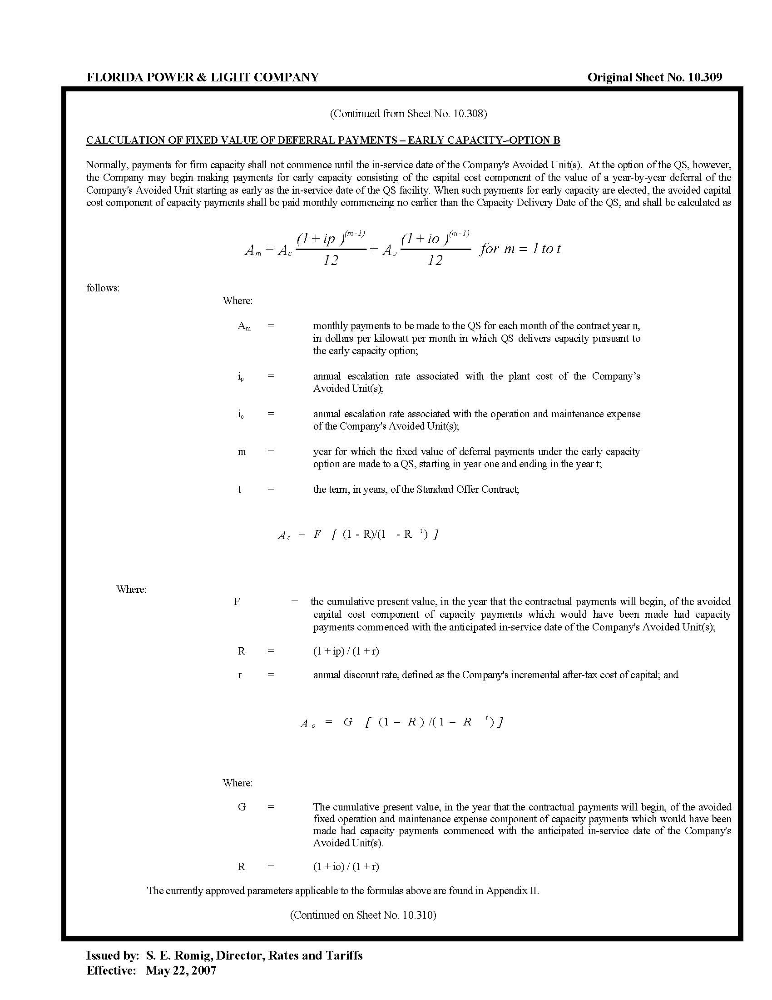 FLORIDA POWER & LIGHT COMPANY Original Sheet No. 10.309
(Continued from Sheet No. 10.308)
CALCULATION OF FIXED VALUE OF DEFERRAL PAYMENTS – EARLY CAPACITY–OPTION B
Normally, payments for firm capacity shall not commence until the in-service date of the Company's Avoided Unit(s). At the option of the QS, however,
the Company may begin making payments for early capacity consisting of the capital cost component of the value of a year-by-year deferral of the
Company's Avoided Unit starting as early as the in-service date of the QS facility. When such payments for early capacity are elected, the avoided capital
cost component of capacity payments shall be paid monthly commencing no earlier than the Capacity Delivery Date of the QS, and shall be calculated as
A_m = A_c (1 + ip )^(m-1) / 12 + A_o (1 + io )^(m-1) / 12 for m = 1 to t
follows:
Where:
A_m = monthly payments to be made to the QS for each month of the contract year n,
in dollars per kilowatt per month in which QS delivers capacity pursuant to
the early capacity option;
i_p = annual escalation rate associated with the plant cost of the Company’s
Avoided Unit(s);
i_o = annual escalation rate associated with the operation and maintenance expense
of the Company's Avoided Unit(s);
m = year for which the fixed value of deferral payments under the early capacity
option are made to a QS, starting in year one and ending in the year t;
t = the term, in years, of the Standard Offer Contract;
A_c = F [ (1 - R)/(1 - R^t) ]
Where:
F = the cumulative present value, in the year that the contractual payments will begin, of the avoided
capital cost component of capacity payments which would have been made had capacity
payments commenced with the anticipated in-service date of the Company's Avoided Unit(s);
R = (1 + ip) / (1 + r)
r = annual discount rate, defined as the Company's incremental after-tax cost of capital; and
A_o = G [ (1 – R ) /( 1 – R^t) ]
Where:
G = The cumulative present value, in the year that the contractual payments will begin, of the avoided
fixed operation and maintenance expense component of capacity payments which would have been
made had capacity payments commenced with the anticipated in-service date of the Company's
Avoided Unit(s).
R = (1 + io) / (1 + r)
The currently approved parameters applicable to the formulas above are found in Appendix II.
(Continued on Sheet No. 10.310)
Issued by: S. E. Romig, Director, Rates and Tariffs
Effective: May 22, 2007